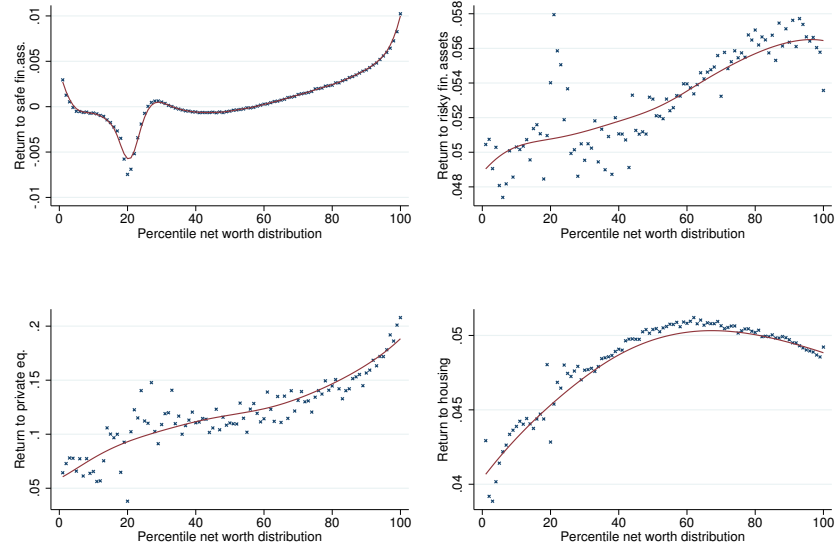 Return to safe fin.ass.
.01
.005
0
-.005
-.01
0 20 40 60 80 100
Percentile net worth distribution
Return to risky fin. assets
.058
.056
.054
.052
.05
.048
0 20 40 60 80 100
Percentile net worth distribution
Return to private eq.
.2
.15
.1
.05
0 20 40 60 80 100
Percentile net worth distribution
Return to housing
.05
.045
.04
0 20 40 60 80 100
Percentile net worth distribution